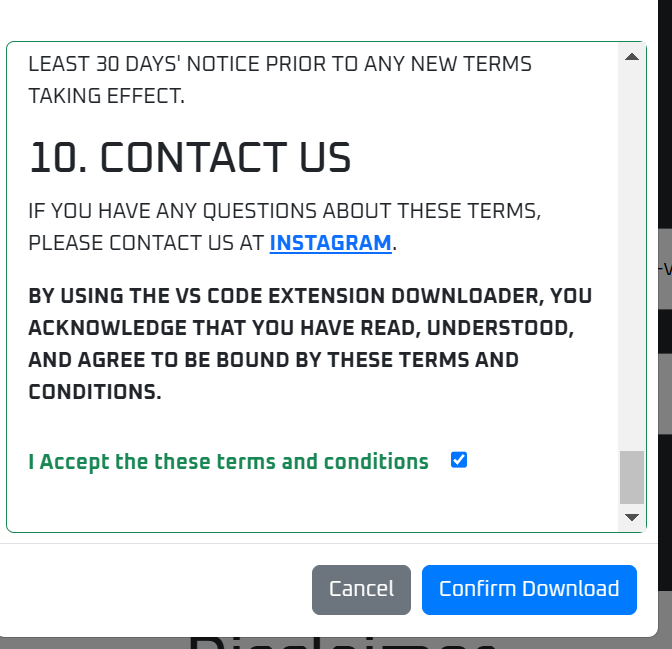 LEAST 30 DAYS' NOTICE PRIOR TO ANY NEW TERMS
TAKING EFFECT.
10. CONTACT US
IF YOU HAVE ANY QUESTIONS ABOUT THESE TERMS,
PLEASE CONTACT US AT INSTAGRAM.
BY USING THE VS CODE EXTENSION DOWNLOADER, YOU
ACKNOWLEDGE THAT YOU HAVE READ, UNDERSTOOD,
AND AGREE TO BE BOUND BY THESE TERMS AND
CONDITIONS.
I Accept the these terms and conditions
Cancel
Confirm Download
Disclaimer